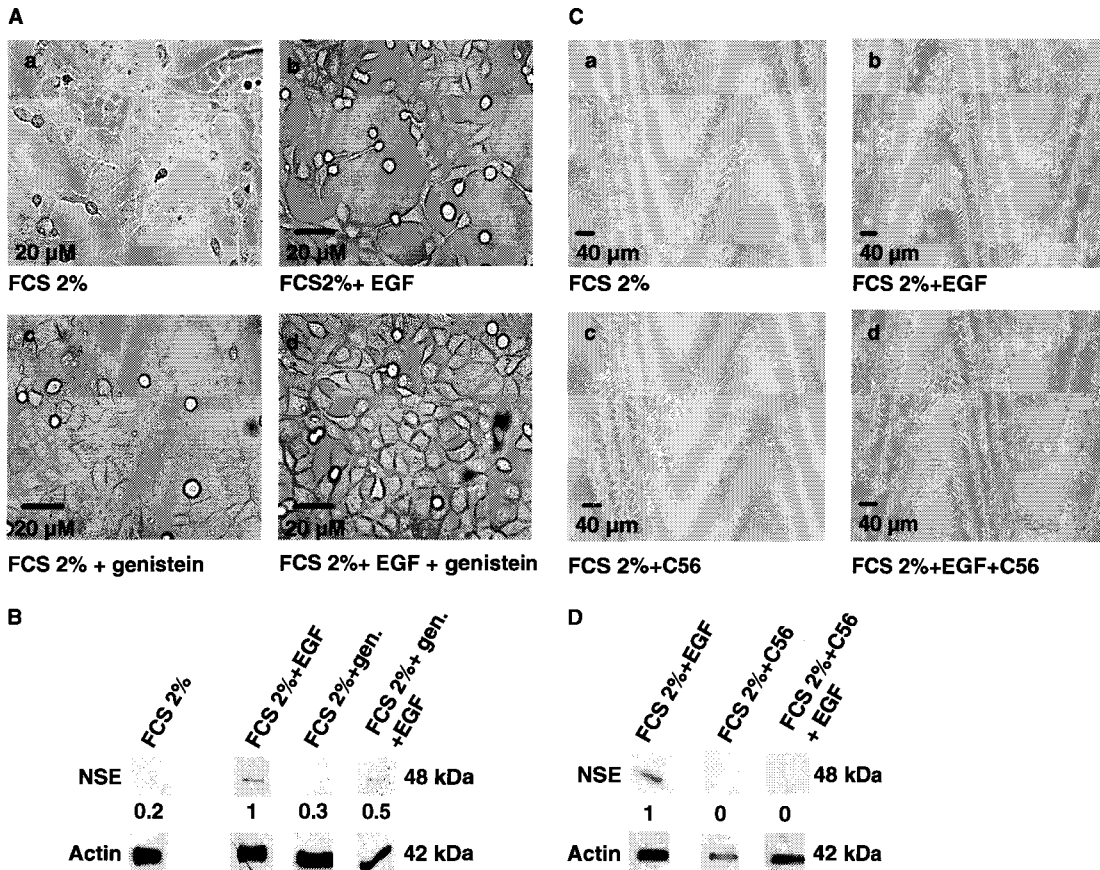 A
C
a
20 µM
FCS 2%
b
20 µM
FCS2%+ EGF
a
40 µm
FCS 2%
b
40 µm
FCS 2%+EGF
c
20 µM
FCS 2% + genistein
d
20 µM
FCS 2%+ EGF + genistein
c
40 µm
FCS 2%+C56
d
40 µm
FCS 2%+EGF+C56
B
FCS 2%
FCS 2%+EGF
FCS 2%+gen.
FCS 2%+ gen.
+EGF
NSE
48 kDa
0.2 1 0.3 0.5
Actin
42 kDa
D
FCS 2%+EGF
FCS 2%+C56
FCS 2%+C56
+ EGF
NSE
48 kDa
1 0 0
Actin
42 kDa